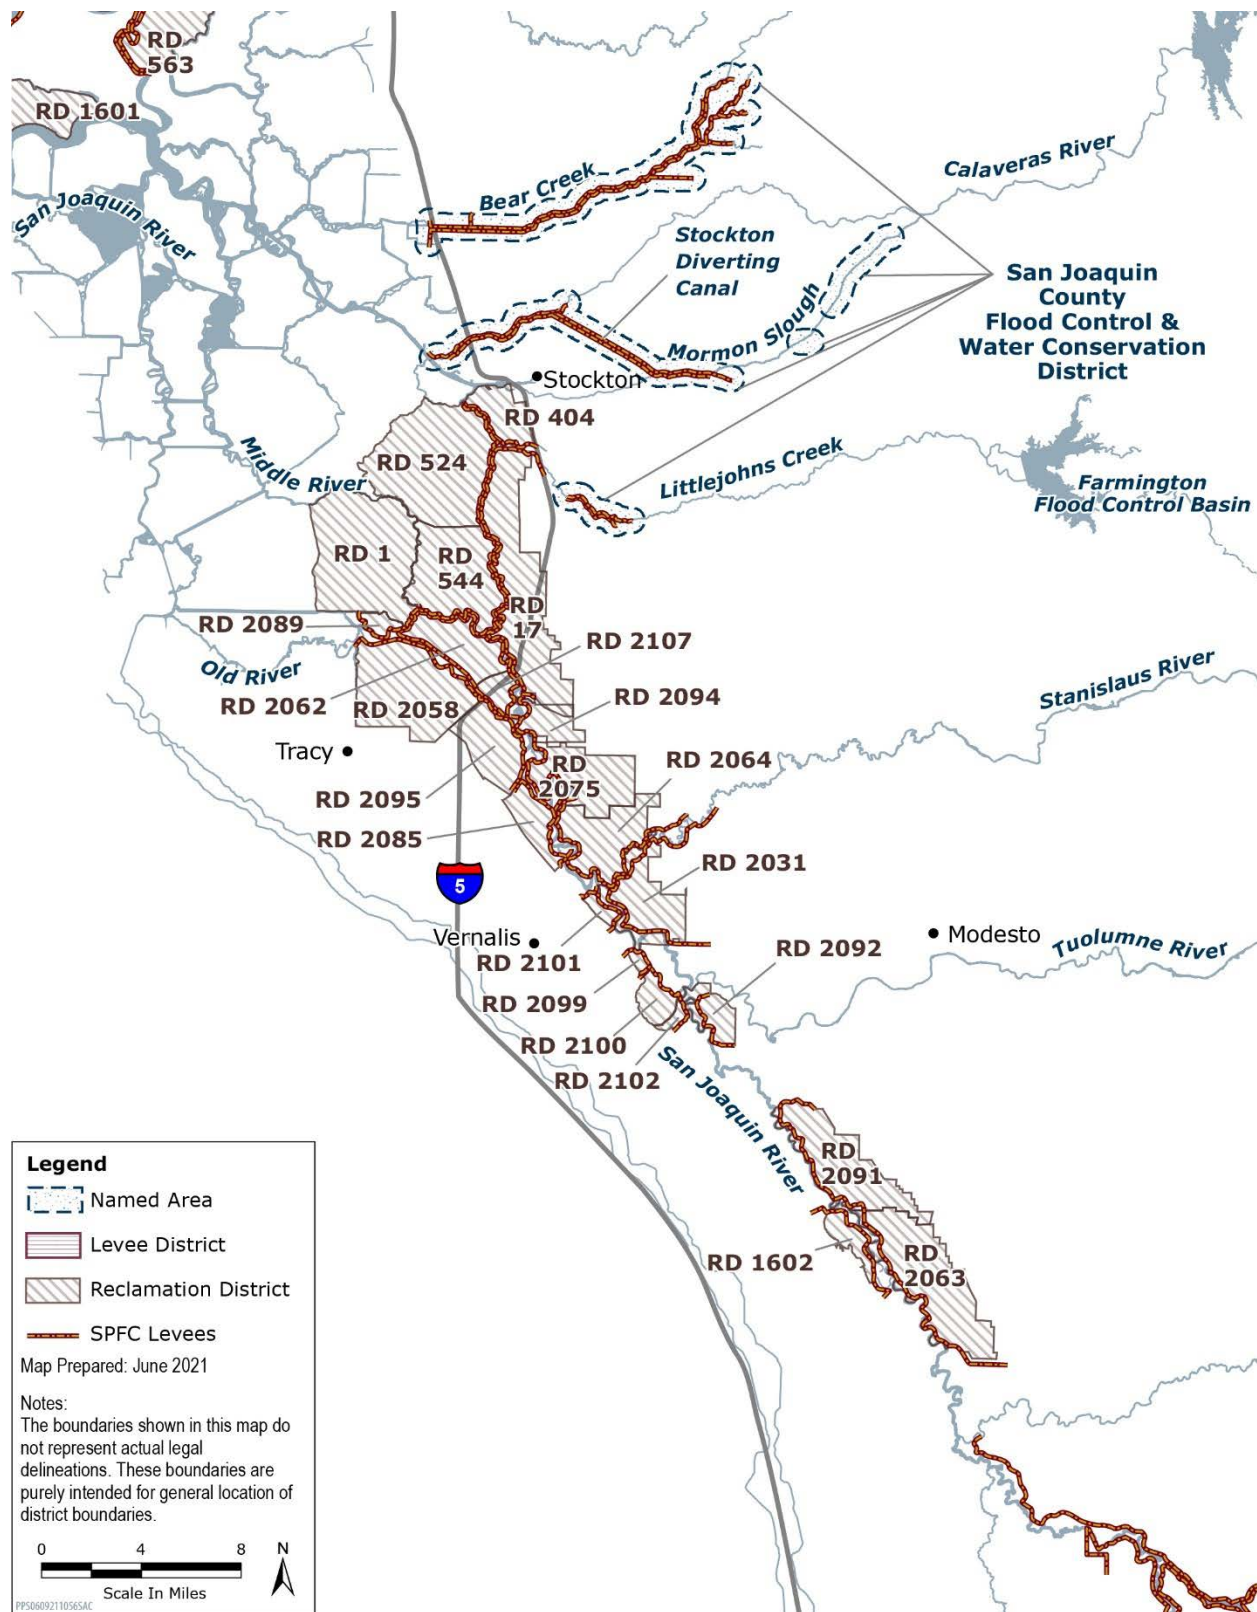 RD
563
RD 1601
San Joaquin
River
Bear Creek
Calaveras River
Stockton
Diverting
Canal
Mormon Slough
San Joaquin
County
Flood Control &
Water Conservation
District
Stockton
RD 404
RD 524
Middle River
Littlejohns Creek
Farmington
Flood Control Basin
RD 1
RD
544
RD
17
RD 2089
RD 2107
Old River
RD 2062
RD 2058
RD 2094
Stanislaus River
Tracy
RD 2064
RD
2075
RD 2095
RD 2085
RD 2031
5
Vernalis
Modesto
RD 2092
Tuolumne River
RD 2101
RD 2099
RD 2100
RD 2102
San Joaquin River
RD
2091
RD 1602
RD
2063
Legend
Named Area
Levee District
Reclamation District
SPFC Levees
Map Prepared: June 2021
Notes:
The boundaries shown in this map do
not represent actual legal
delineations. These boundaries are
purely intended for general location of
district boundaries.
0 4 8 N
Scale In Miles
PPS0609211056SAC